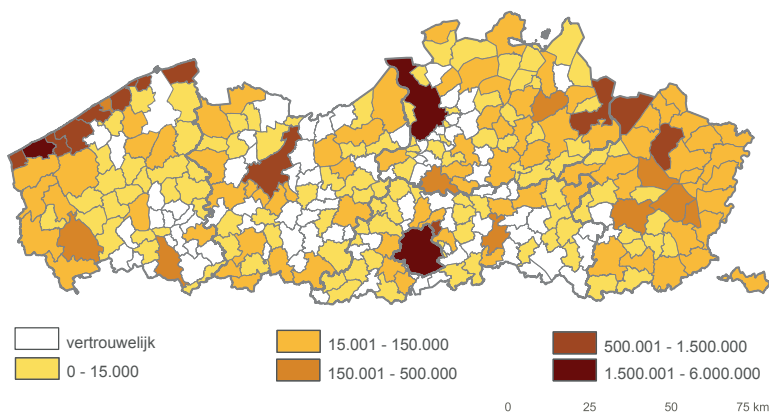 vertrouwelijk
0 - 15.000
15.001 - 150.000
150.001 - 500.000
500.001 - 1.500.000
1.500.001 - 6.000.000
0 25 50 75 km